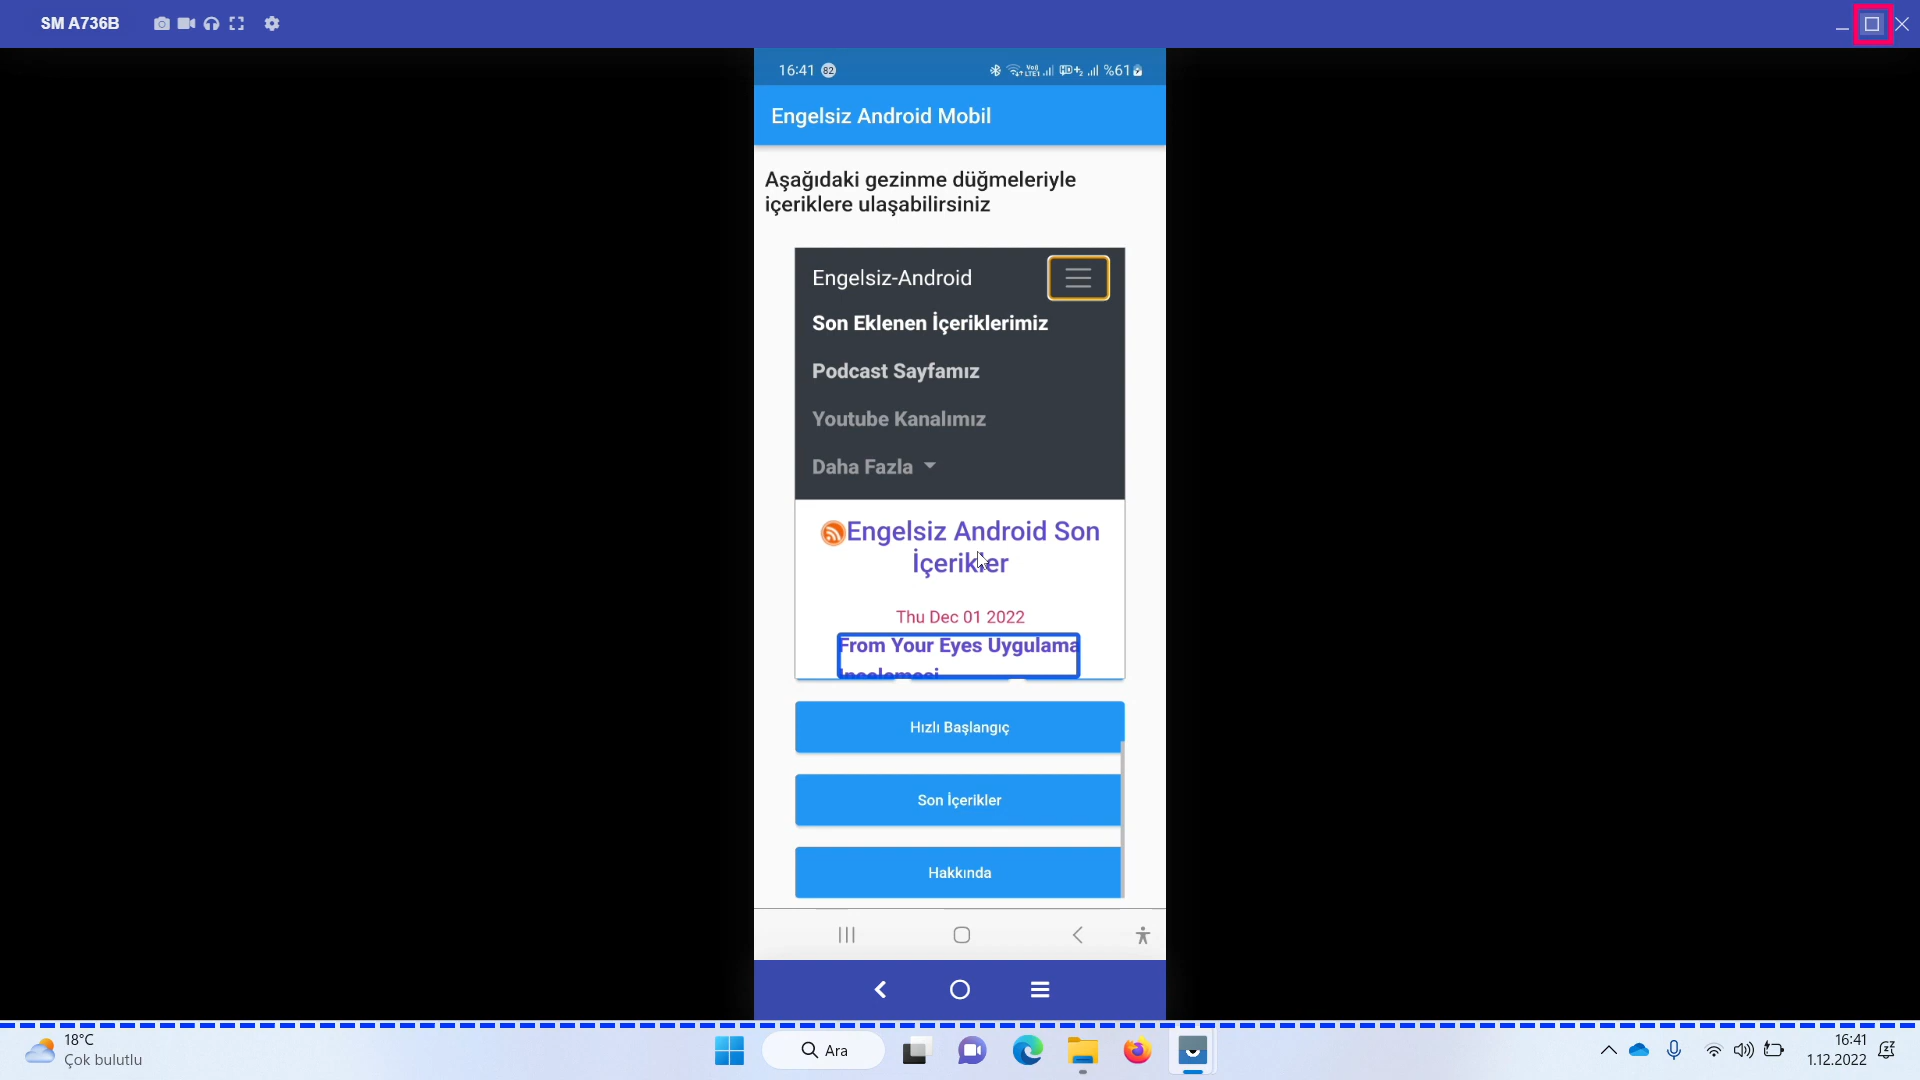 SM A736B
16:41 82
%61
Engelsiz Android Mobil
Aşağıdaki gezinme düğmeleriyle
içeriklere ulaşabilirsiniz
Engelsiz-Android
Son Eklenen İçeriklerimiz
Podcast Sayfamız
Youtube Kanalımız
Daha Fazla
Engelsiz Android Son
İçerikler
Thu Dec 01 2022
From Your Eyes Uygulama
İncelemesi
Hızlı Başlangıç
Son İçerikler
Hakkında
18°C
Çok bulutlu
Ara
16:41
1.12.2022